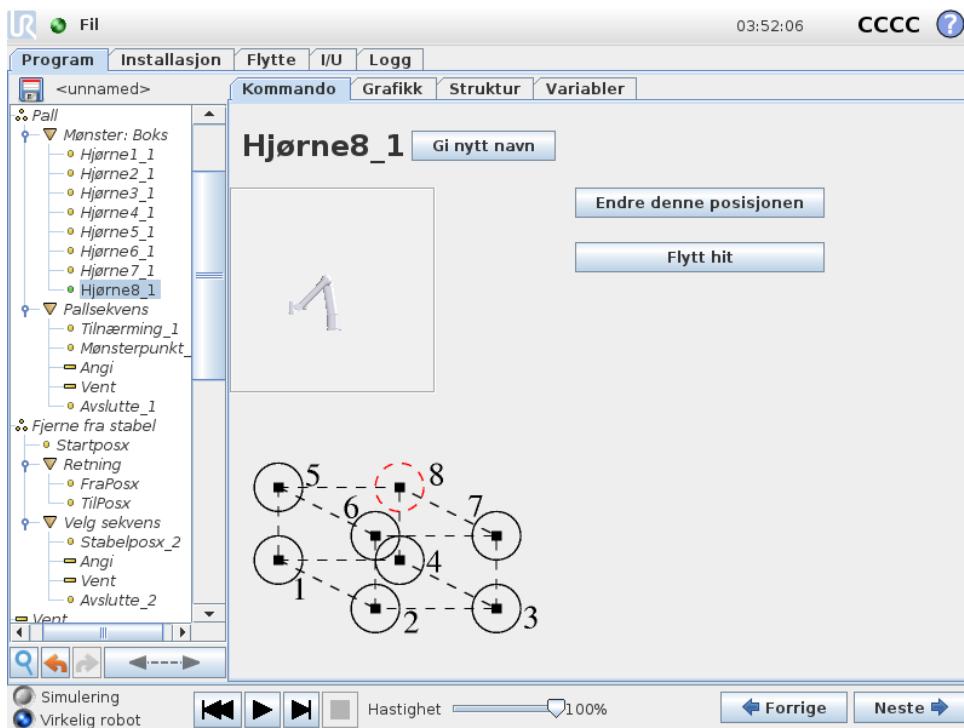 UR Fil 03:52:06 CCCC ?
Program Installasjon Flytte I/U Logg
<unnamed>
Kommando Grafikk Struktur Variabler
Pall
Mønster: Boks
Hjørne1_1
Hjørne2_1
Hjørne3_1
Hjørne4_1
Hjørne5_1
Hjørne6_1
Hjørne7_1
Hjørne8_1
Pallsekvens
Tilnærming_1
Mønsterpunkt_
Angi
Vent
Avslutte_1
Fjerne fra stabel
Startposx
Retning
FraPosx
TilPosx
Velg sekvens
Stabelposx_2
Angi
Vent
Avslutte_2
Vent
Hjørne8_1 Gi nytt navn
Endre denne posisjonen
Flytt hit
5 8
6 7
1 4
2 3
Simulering
Virkelig robot
Hastighet 100%
Forrige Neste